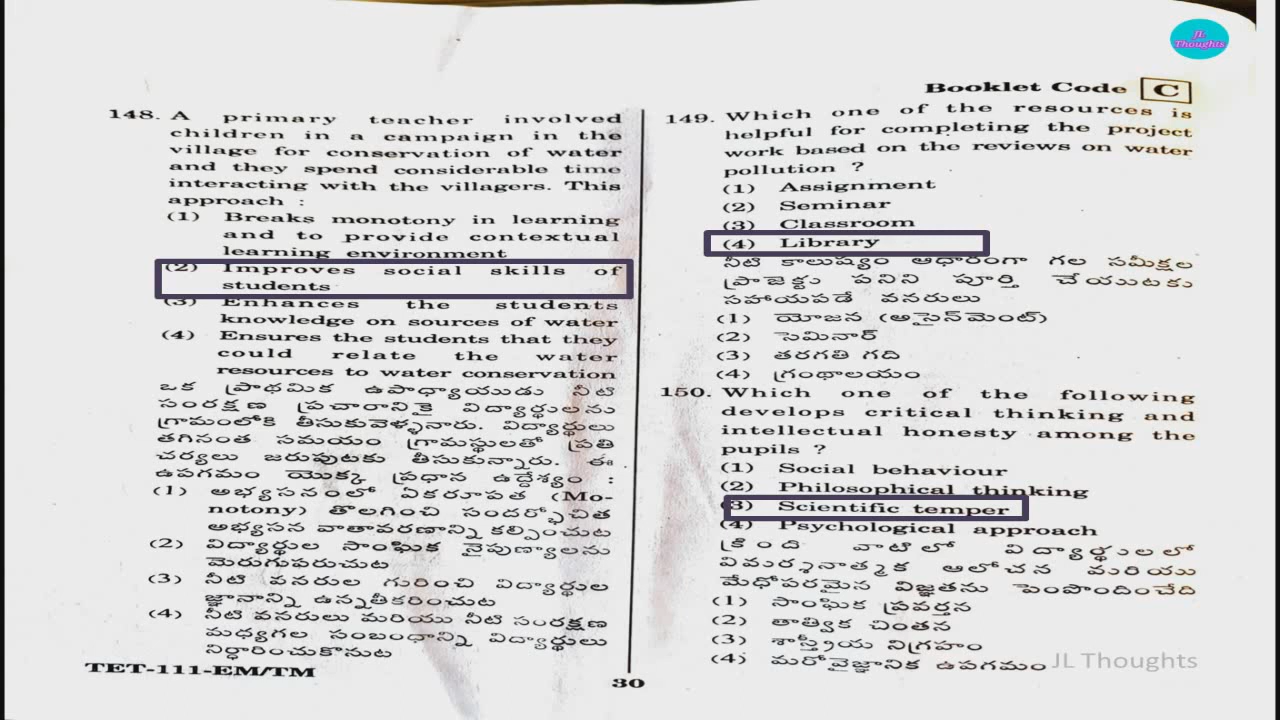 JL
Thoughts
Booklet Code C
148. A primary teacher involved
children in a campaign in the
village for conservation of water
and they spend considerable time
interacting with the villagers. This
approach :
(1) Breaks monotony in learning
and to provide contextual
learning environment
(2) Improves social skills of
students
(3) Enhances the students
knowledge on sources of water
(4) Ensures the students that they
could relate the water
resources to water conservation
ఒక ప్రాథమిక ఉపాధ్యాయుడు నీటి
సంరక్షణ ప్రచారానికై విద్యార్థులను
గ్రామంలోకి తీసుకువెళ్ళినారు. విద్యార్థులు
తగినంత సమయం గ్రామస్థులతో ప్రతి
చర్యలు జరుపుటకు తీసుకున్నారు. ఈ
ఉపగమం యొక్క ప్రధాన ఉద్దేశ్యం :
(1) అభ్యసనంలో ఏకరూపత (Mo-
notony) తొలగించి సందర్భోచిత
అభ్యసన వాతావరణాన్ని కల్పించుట
(2) విద్యార్థుల సాంఘిక నైపుణ్యాలను
మెరుగుపరుచుట
(3) నీటి వనరుల గురించి విద్యార్థుల
జ్ఞానాన్ని ఉన్నతీకరించుట
(4) నీటి వనరులు మరియు నీటి సంరక్షణ
మధ్యగల సంబంధాన్ని విద్యార్థులు
నిర్ధారించుకొనుట
149. Which one of the resources is
helpful for completing the project
work based on the reviews on water
pollution ?
(1) Assignment
(2) Seminar
(3) Classroom
(4) Library
నీటి కాలుష్యం ఆధారంగా గల సమీక్షల
ప్రాజెక్టు పనిని పూర్తి చేయుటకు
సహాయపడే వనరులు
(1) యోజన (అసైన్‌మెంట్)
(2) సెమినార్
(3) తరగతి గది
(4) గ్రంథాలయం
150. Which one of the following
develops critical thinking and
intellectual honesty among the
pupils ?
(1) Social behaviour
(2) Philosophical thinking
(3) Scientific temper
(4) Psychological approach
క్రింది వాటిలో విద్యార్థులలో
విమర్శనాత్మక ఆలోచన మరియు
మేధోపరమైన విజ్ఞతను పెంపొందించేది
(1) సాంఘిక ప్రవర్తన
(2) తాత్విక చింతన
(3) శాస్త్రీయ నిగ్రహం
(4) మనోవైజ్ఞానిక ఉపగమం
JL Thoughts
TET-111-EM/TM
30